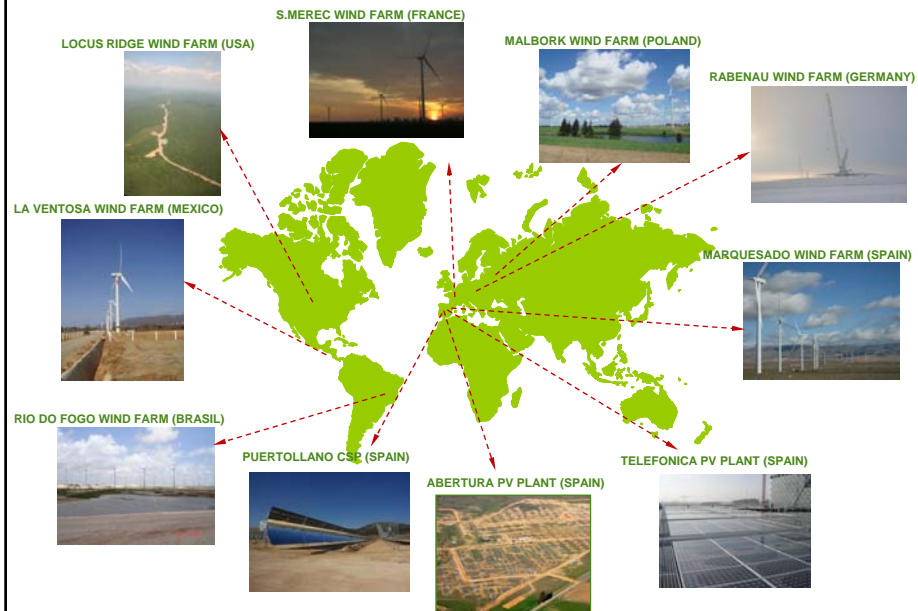 S.MEREC WIND FARM (FRANCE)
LOCUS RIDGE WIND FARM (USA)
MALBORK WIND FARM (POLAND)
RABENAU WIND FARM (GERMANY)
LA VENTOSA WIND FARM (MEXICO)
MARQUESADO WIND FARM (SPAIN)
RIO DO FOGO WIND FARM (BRASIL)
PUERTOLLANO CSP (SPAIN)
ABERTURA PV PLANT (SPAIN)
TELEFONICA PV PLANT (SPAIN)